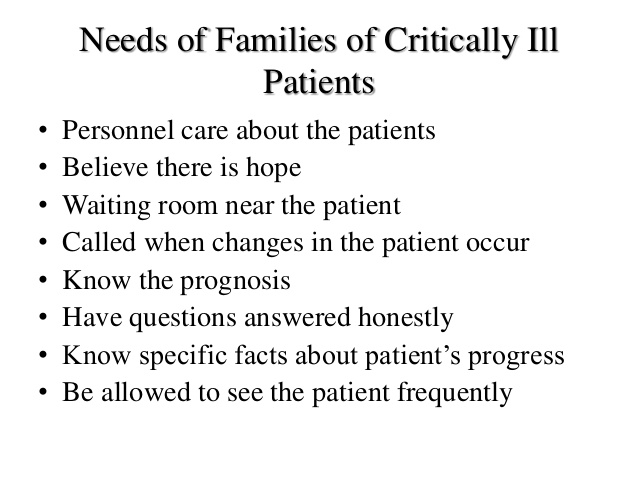 Needs of Families of Critically Ill
Patients
• Personnel care about the patients
• Believe there is hope
• Waiting room near the patient
• Called when changes in the patient occur
• Know the prognosis
• Have questions answered honestly
• Know specific facts about patient’s progress
• Be allowed to see the patient frequently